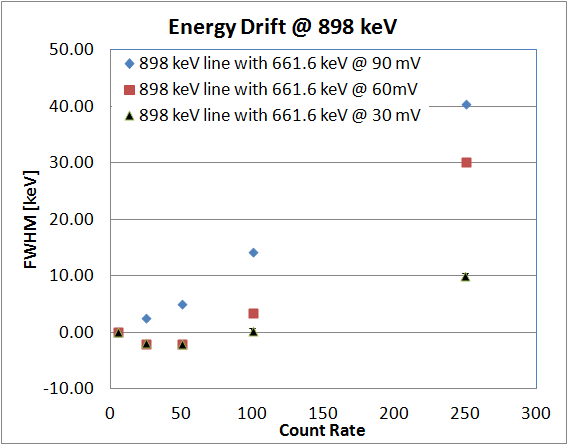 Energy Drift @ 898 keV
50.00
40.00
30.00
20.00
10.00
0.00
-10.00
FWHM [keV]
898 keV line with 661.6 keV @ 90 mV
898 keV line with 661.6 keV @ 60mV
898 keV line with 661.6 keV @ 30 mV
0 50 100 150 200 250 300
Count Rate